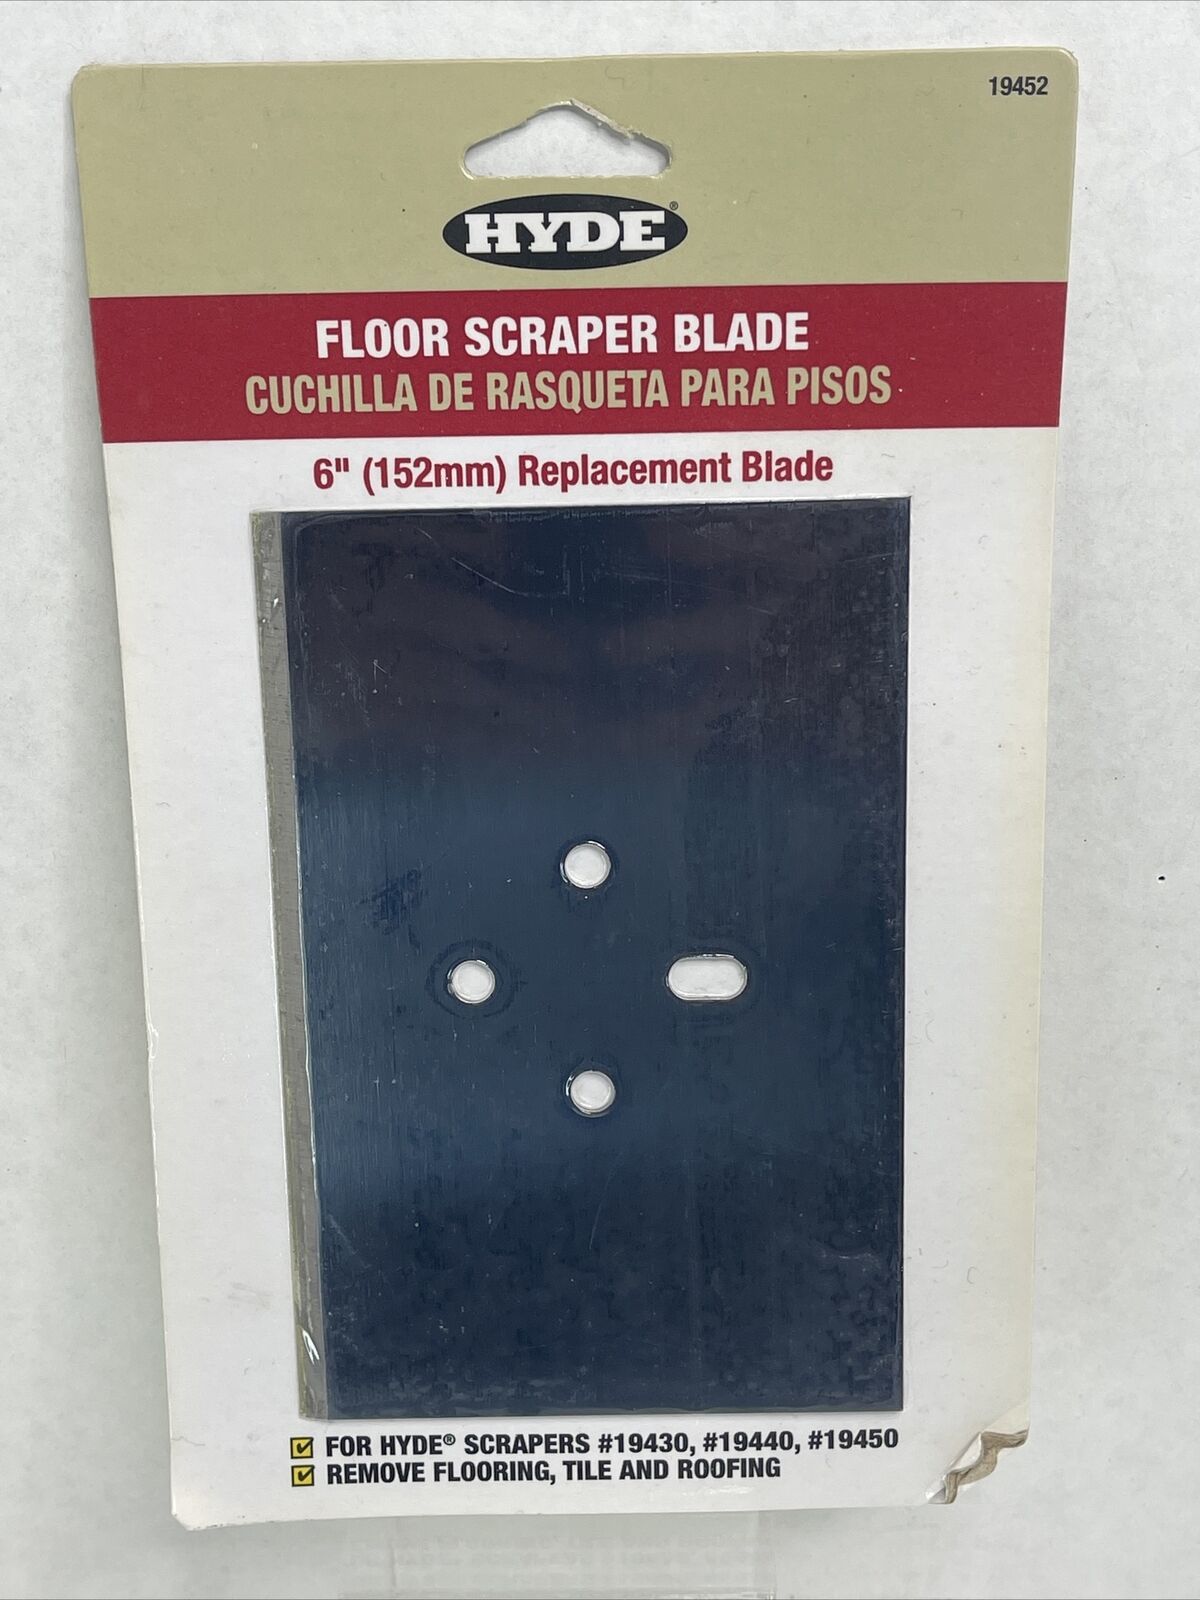 19452
HYDE®
FLOOR SCRAPER BLADE
CUCHILLA DE RASQUETA PARA PISOS
6" (152mm) Replacement Blade
FOR HYDE® SCRAPERS #19430, #19440, #19450
REMOVE FLOORING, TILE AND ROOFING